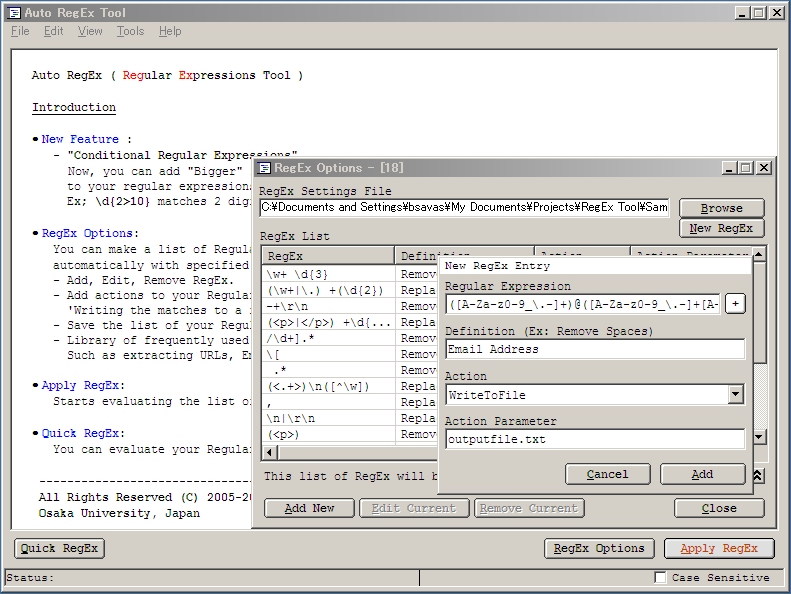 Auto RegEx Tool
File Edit View Tools Help
Auto RegEx ( Regular Expressions Tool )
Introduction
• New Feature :
- "Conditional Regular Expressions"
Now, you can add "Bigger"
to your regular expression
Ex; \d{2>10} matches 2 dig
• RegEx Options:
You can make a list of Regula
automatically with specified
- Add, Edit, Remove RegEx.
- Add actions to your Regula
'Writing the matches to a
- Save the list of your Regu
- Library of frequently used
Such as extracting URLs, E
• Apply RegEx:
Starts evaluating the list o
• Quick RegEx:
You can evaluate your Regula
All Rights Reserved (C) 2005-20
Osaka University, Japan
RegEx Options - [18]
RegEx Settings File
C:¥Documents and Settings¥bsavas¥My Documents¥Projects¥RegEx Tool¥Sam
Browse
New RegEx
RegEx List
RegEx Definition Action Action Parameter
\w+ \d{3} Remov
(\w+|\.) +(\d{2}) Repla
-+\r\n Remov
(<p>|</p>) +\d{... Repla
/\d+].* Remov
\[ Remov
.* Remov
(<.+>)\n([^\w]) Repla
, Repla
\n|\r\n Repla
(<p>) Remov
This list of RegEx will b
Add New Edit Current Remove Current Close
New RegEx Entry
Regular Expression
([A-Za-z0-9_\.-]+)@([A-Za-z0-9_\.-]+[A- +
Definition (Ex: Remove Spaces)
Email Address
Action
WriteToFile
Action Parameter
outputfile.txt
Cancel Add
Quick RegEx RegEx Options Apply RegEx
Status: Case Sensitive